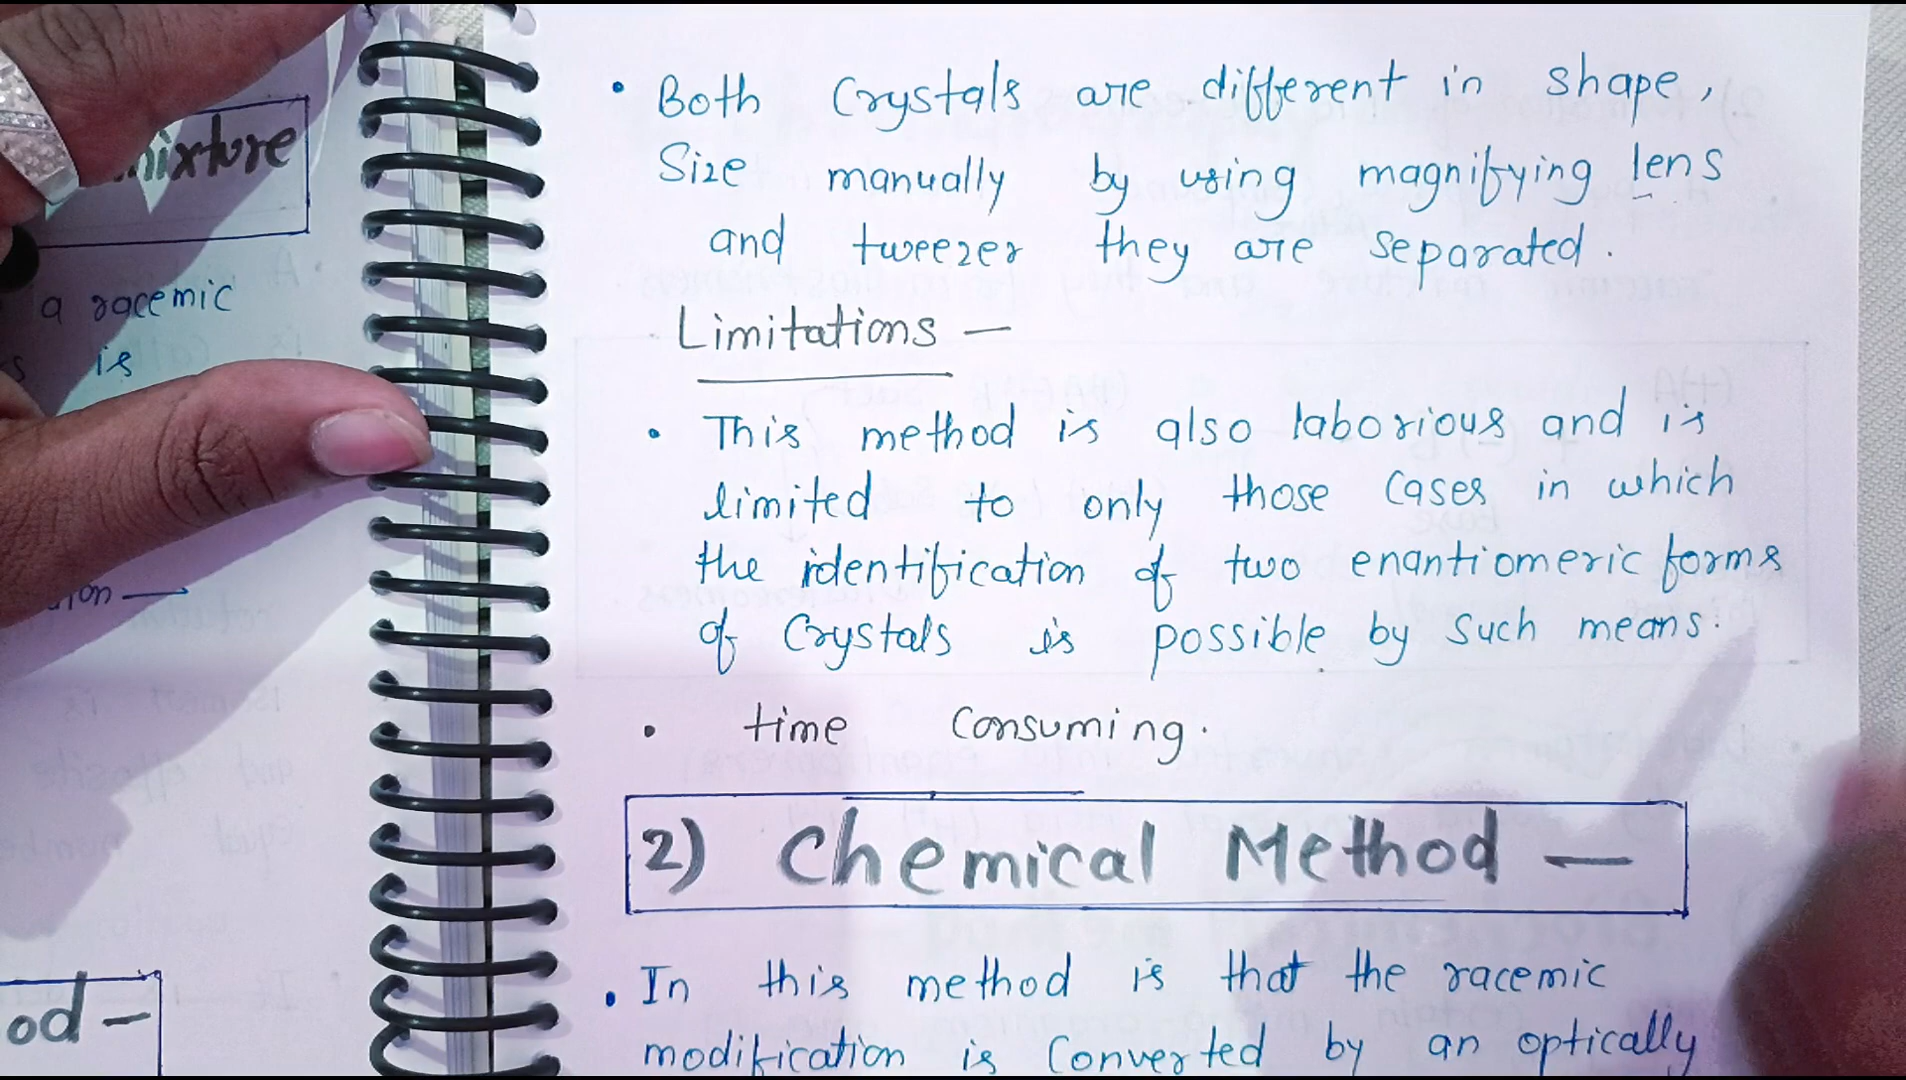 mixture
a racemic
is
od -
• Both Crystals are different in shape,
Size manually by using magnifying lens
and tweezer they are separated.
Limitations -
• This method is also laborious and is
limited to only those cases in which
the identification of two enantiomeric forms
of Crystals is possible by such means.
• time Consuming.
2) Chemical Method -
• In this method is that the racemic
modification is Converted by an optically